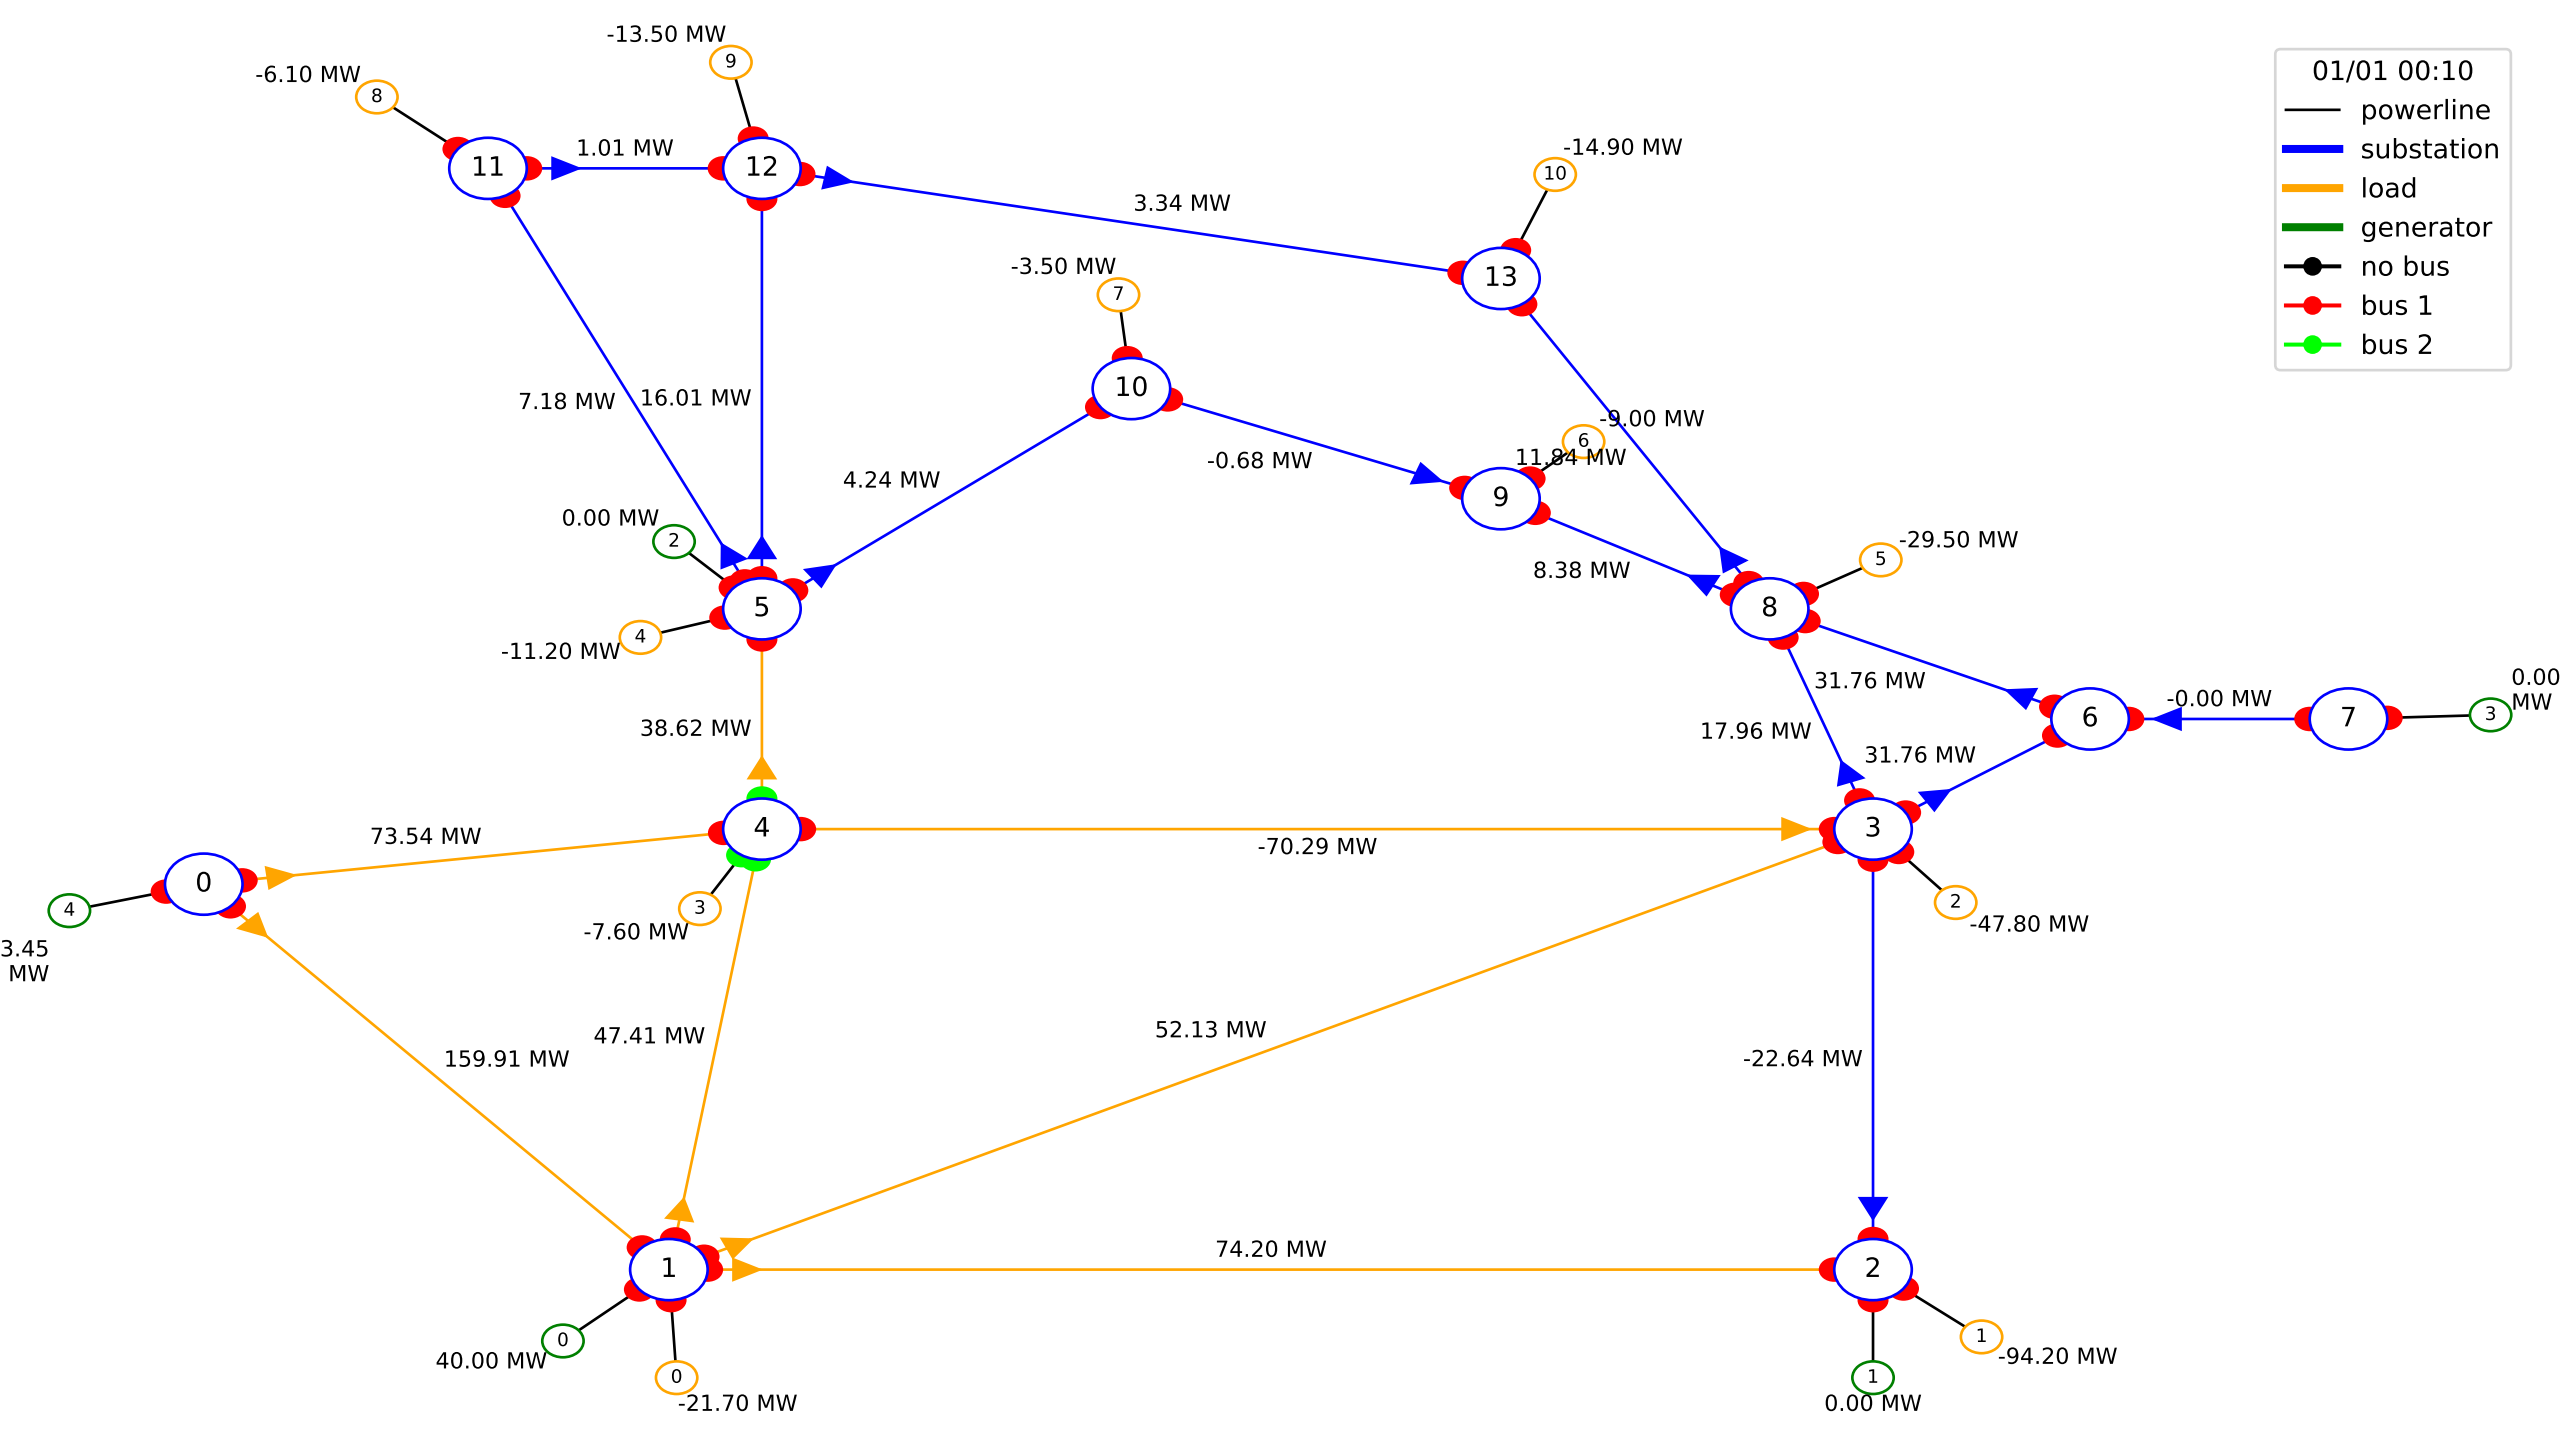 -13.50 MW
9
-6.10 MW
8
01/01 00:10
powerline
substation
load
generator
no bus
bus 1
bus 2
11
1.01 MW
12
-14.90 MW
10
3.34 MW
-3.50 MW
7
13
10
7.18 MW
16.01 MW
-9.00 MW
6
11.84 MW
-0.68 MW
4.24 MW
9
0.00 MW
2
-29.50 MW
5
8.38 MW
5
8
4
-11.20 MW
31.76 MW
0.00
MW
-0.00 MW
6
7
3
38.62 MW
17.96 MW
31.76 MW
4
3
73.54 MW
-70.29 MW
0
4
3
-7.60 MW
2
-47.80 MW
3.45
MW
159.91 MW
47.41 MW
52.13 MW
-22.64 MW
74.20 MW
1
2
0
40.00 MW
0
-21.70 MW
1
-94.20 MW
1
0.00 MW